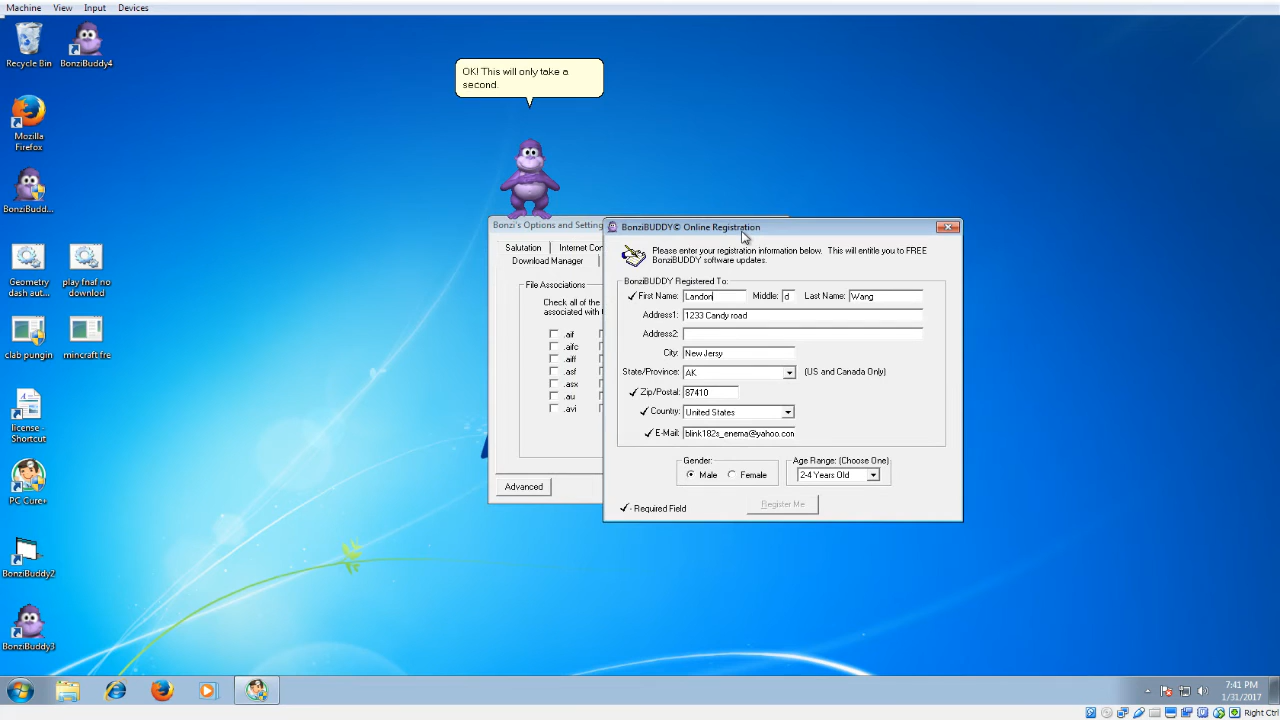 Machine View Input Devices
Recycle Bin
BonziBuddy4
Mozilla
Firefox
BonziBudd...
Geometry
dash aut...
play fnaf no
downlod
clab pungin
mincraft fre
license -
Shortcut
PC Cure+
BonziBuddy2
BonziBuddy3
OK! This will only take a
second.
Bonzi's Options and Setting
Salutation
Internet Con
Download Manager
File Associations
Check all of the
associated with
.aif
.aifc
.aiff
.asf
.asx
.au
.avi
Advanced
BonziBUDDY© Online Registration
Please enter your registration information below. This will entitle you to FREE
BonziBUDDY software updates.
BonziBUDDY Registered To:
First Name: Landon Middle: d Last Name: Wang
Address1: 1233 Candy road
Address2:
City: New Jersy
State/Province: AK (US and Canada Only)
Zip/Postal: 87410
Country: United States
E-Mail: blink182s_enema@yahoo.con
Gender:
Male Female
Age Range: (Choose One)
2-4 Years Old
- Required Field
Register Me
7:41 PM
1/31/2017
Right Ctrl